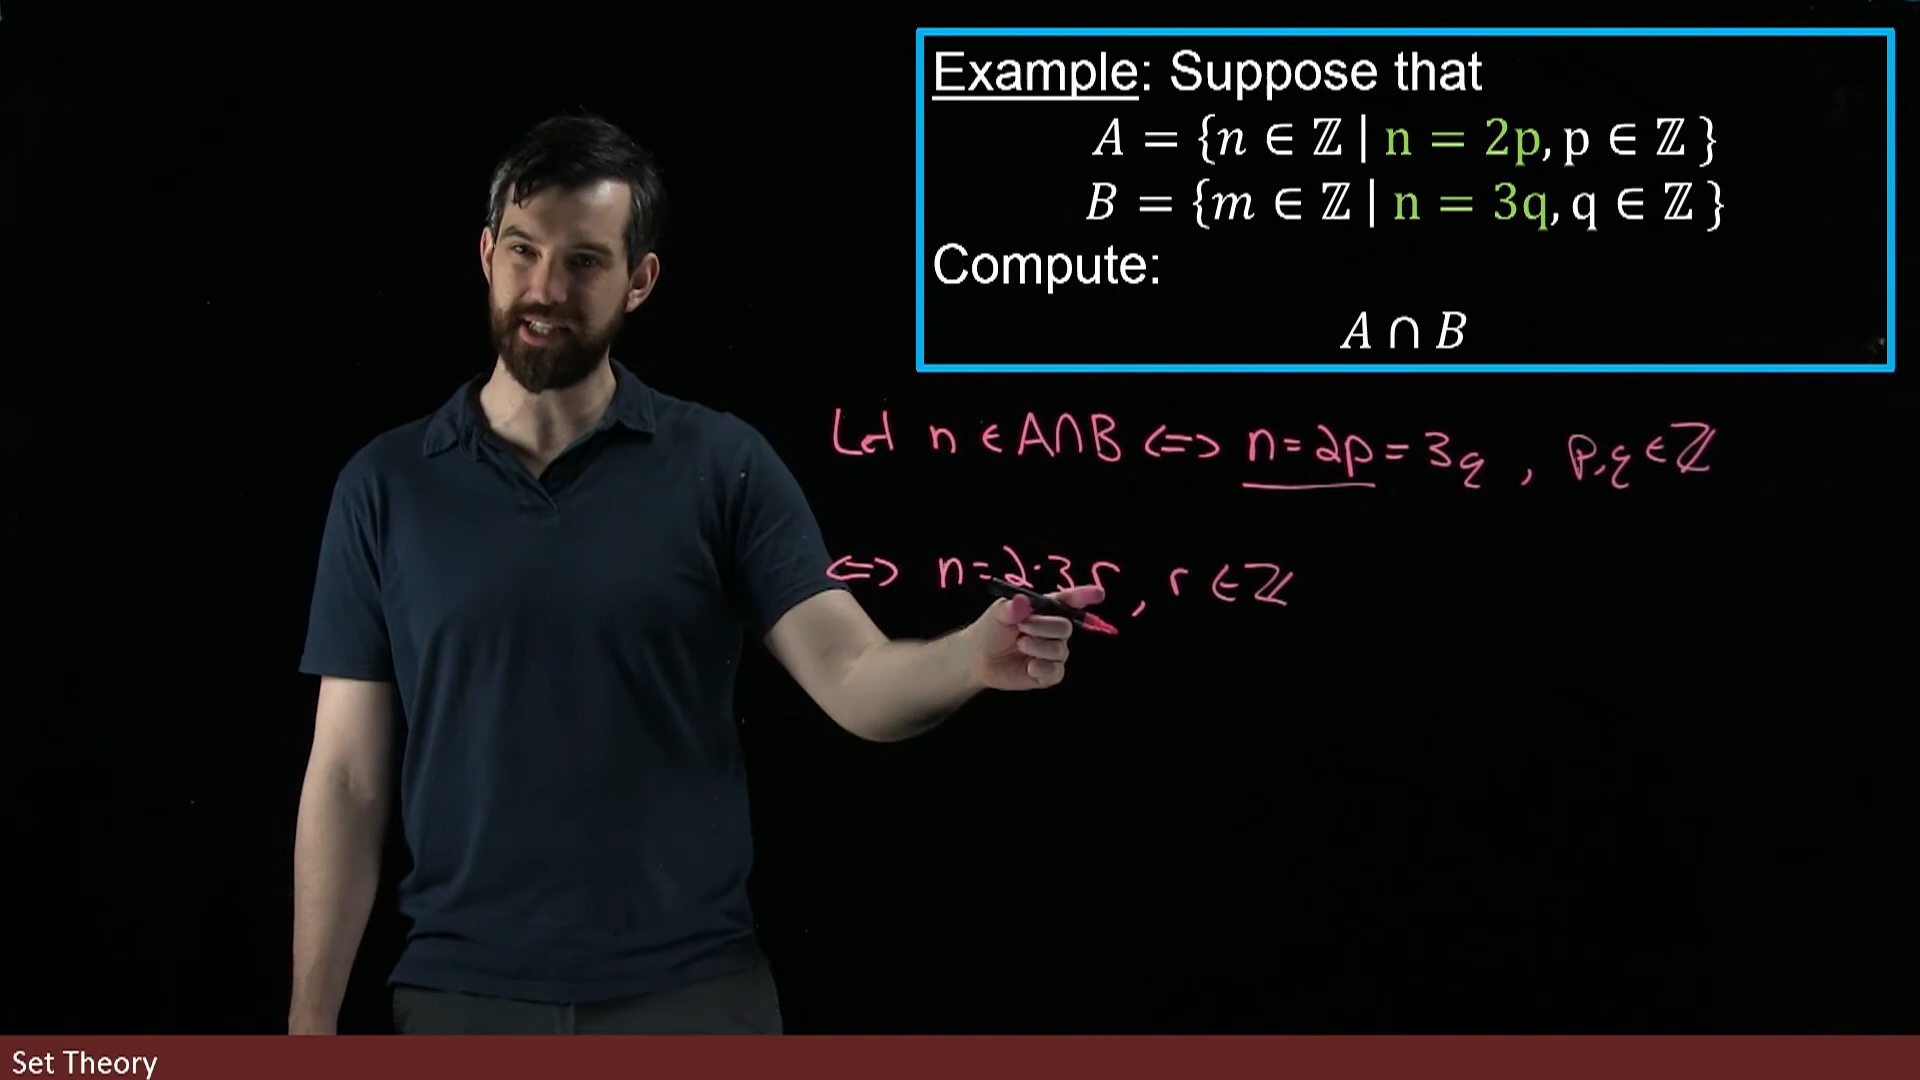 Example: Suppose that
A = {n ∈ ℤ | n = 2p, p ∈ ℤ }
B = {m ∈ ℤ | n = 3q, q ∈ ℤ }
Compute:
A ∩ B
Let n ∈ A∩B <=> n=2p = 3q , p,q ∈ ℤ
<=> n=2·3r, r ∈ ℤ
Set Theory